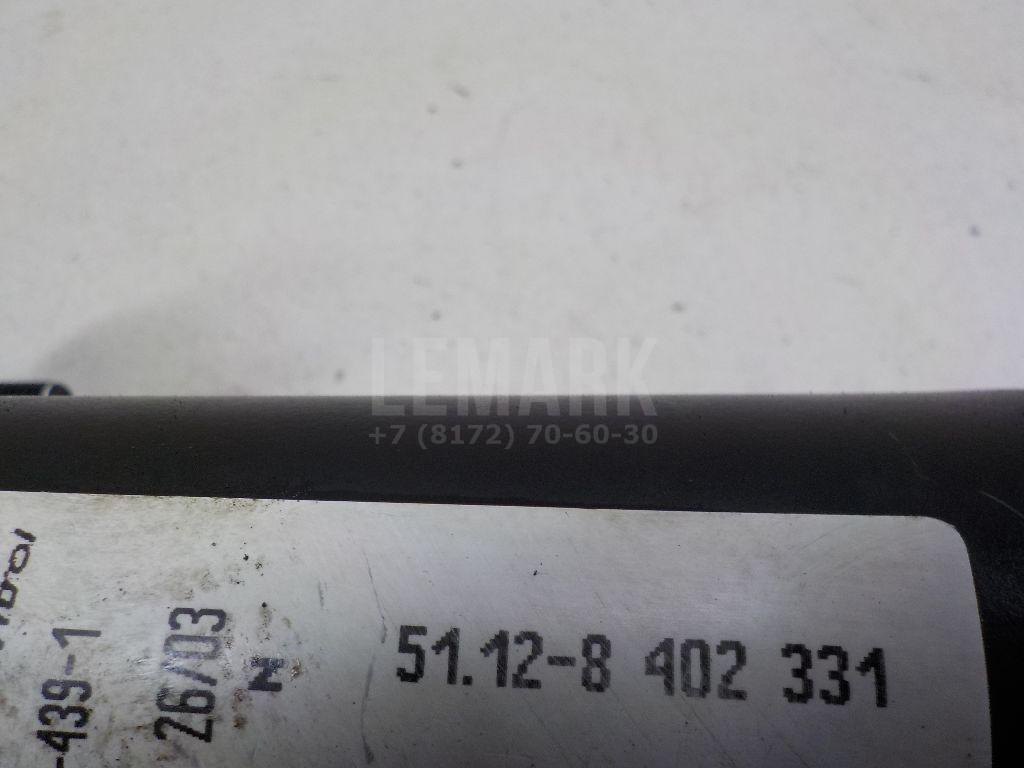 LEMARK
+7 (8172) 70-60-30
51.12-8 402 331
-439-1
26/03
N